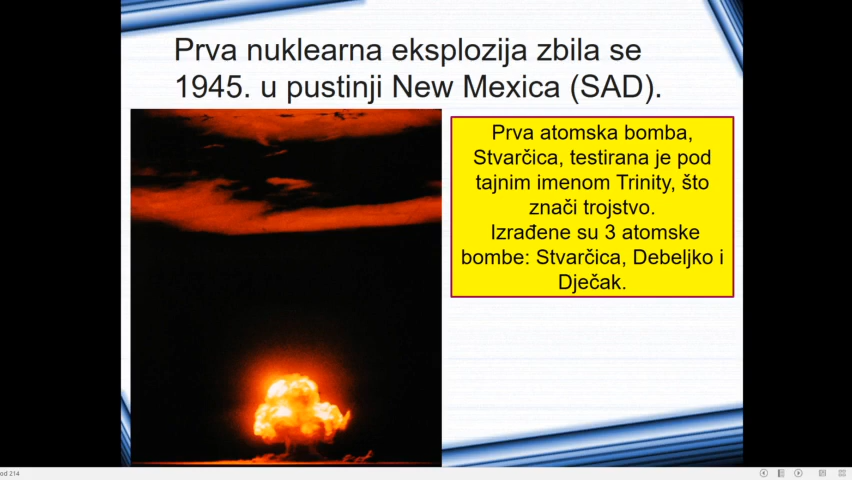 Prva nuklearna eksplozija zbila se
1945. u pustinji New Mexica (SAD).
Prva atomska bomba,
Stvarčica, testirana je pod
tajnim imenom Trinity, što
znači trojstvo.
Izrađene su 3 atomske
bombe: Stvarčica, Debeljko i
Dječak.
od 214